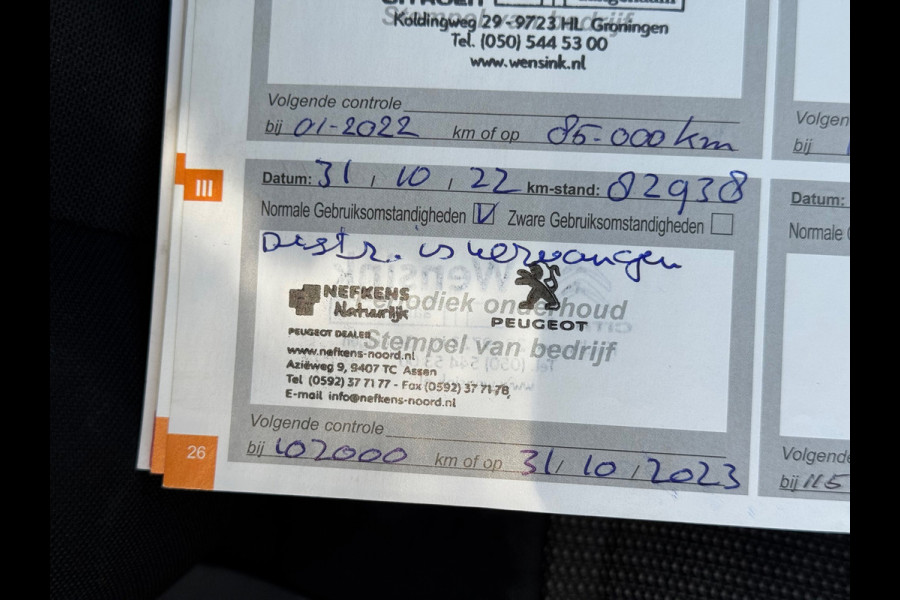 Koldingweg 29 - 9723 HL Groningen
Tel. (050) 544 53 00
www.wensink.nl
Volgende controle
bij 01-2022 km of op 85.000 km
Volgen
bij
III
Datum: 31, 10, 22 km-stand: 82938
Normale Gebruiksomstandigheden Zware Gebruiksomstandigheden
Distr. is vervangen
NEFKENS
Natuurlijk
Periodiek onderhoud
PEUGEOT
PEUGEOT DEALER
Stempel van bedrijf
www.nefkens-noord.nl
Aziëweg 9, 9407 TC Assen
Tel (0592) 37 71 77 - Fax (0592) 37 71 78,
E-mail info@nefkens-noord.nl
Volgende controle
bij 102000 km of op 31, 10, 2023
26
Datum:
Normale
Volgende
bij 115